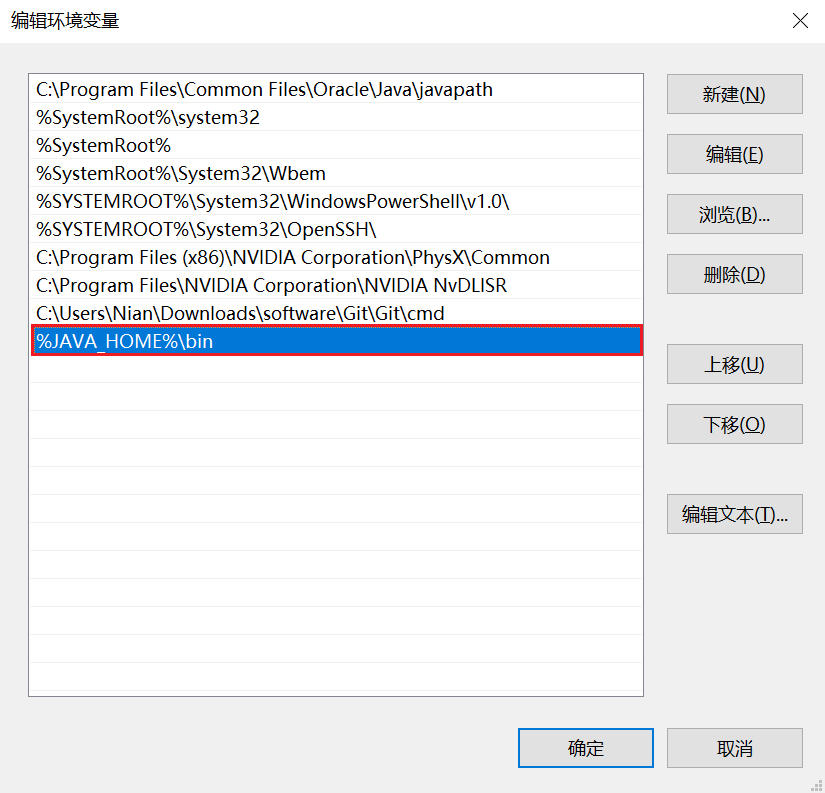 编辑环境变量
C:\Program Files\Common Files\Oracle\Java\javapath
%SystemRoot%\system32
%SystemRoot%
%SystemRoot%\System32\Wbem
%SYSTEMROOT%\System32\WindowsPowerShell\v1.0\
%SYSTEMROOT%\System32\OpenSSH\
C:\Program Files (x86)\NVIDIA Corporation\PhysX\Common
C:\Program Files\NVIDIA Corporation\NVIDIA NvDLISR
C:\Users\Nian\Downloads\software\Git\Git\cmd
%JAVA_HOME%\bin
新建(N)
编辑(E)
浏览(B)...
删除(D)
上移(U)
下移(O)
编辑文本(T)...
确定
取消